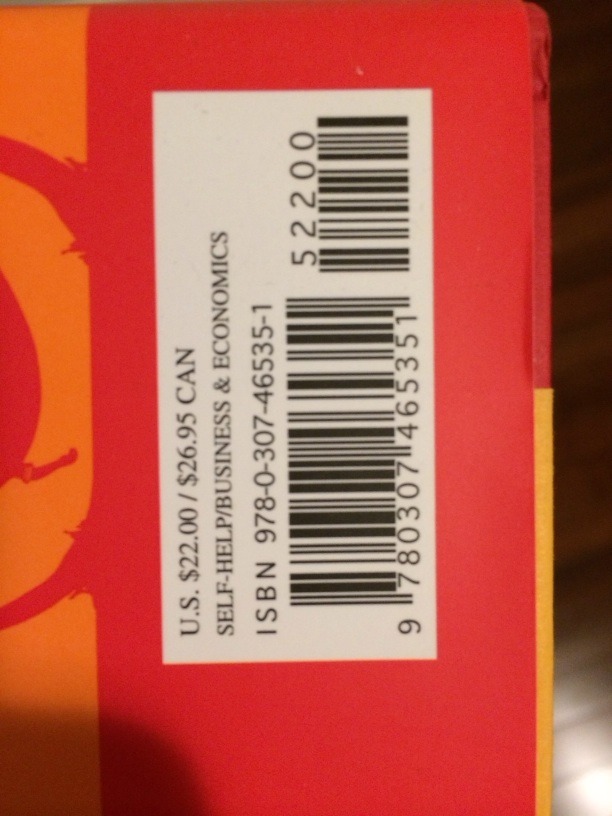 U.S. $22.00 / $26.95 CAN
SELF-HELP/BUSINESS & ECONOMICS
ISBN 978-0-307-46535-1
52200
9 780307 465351